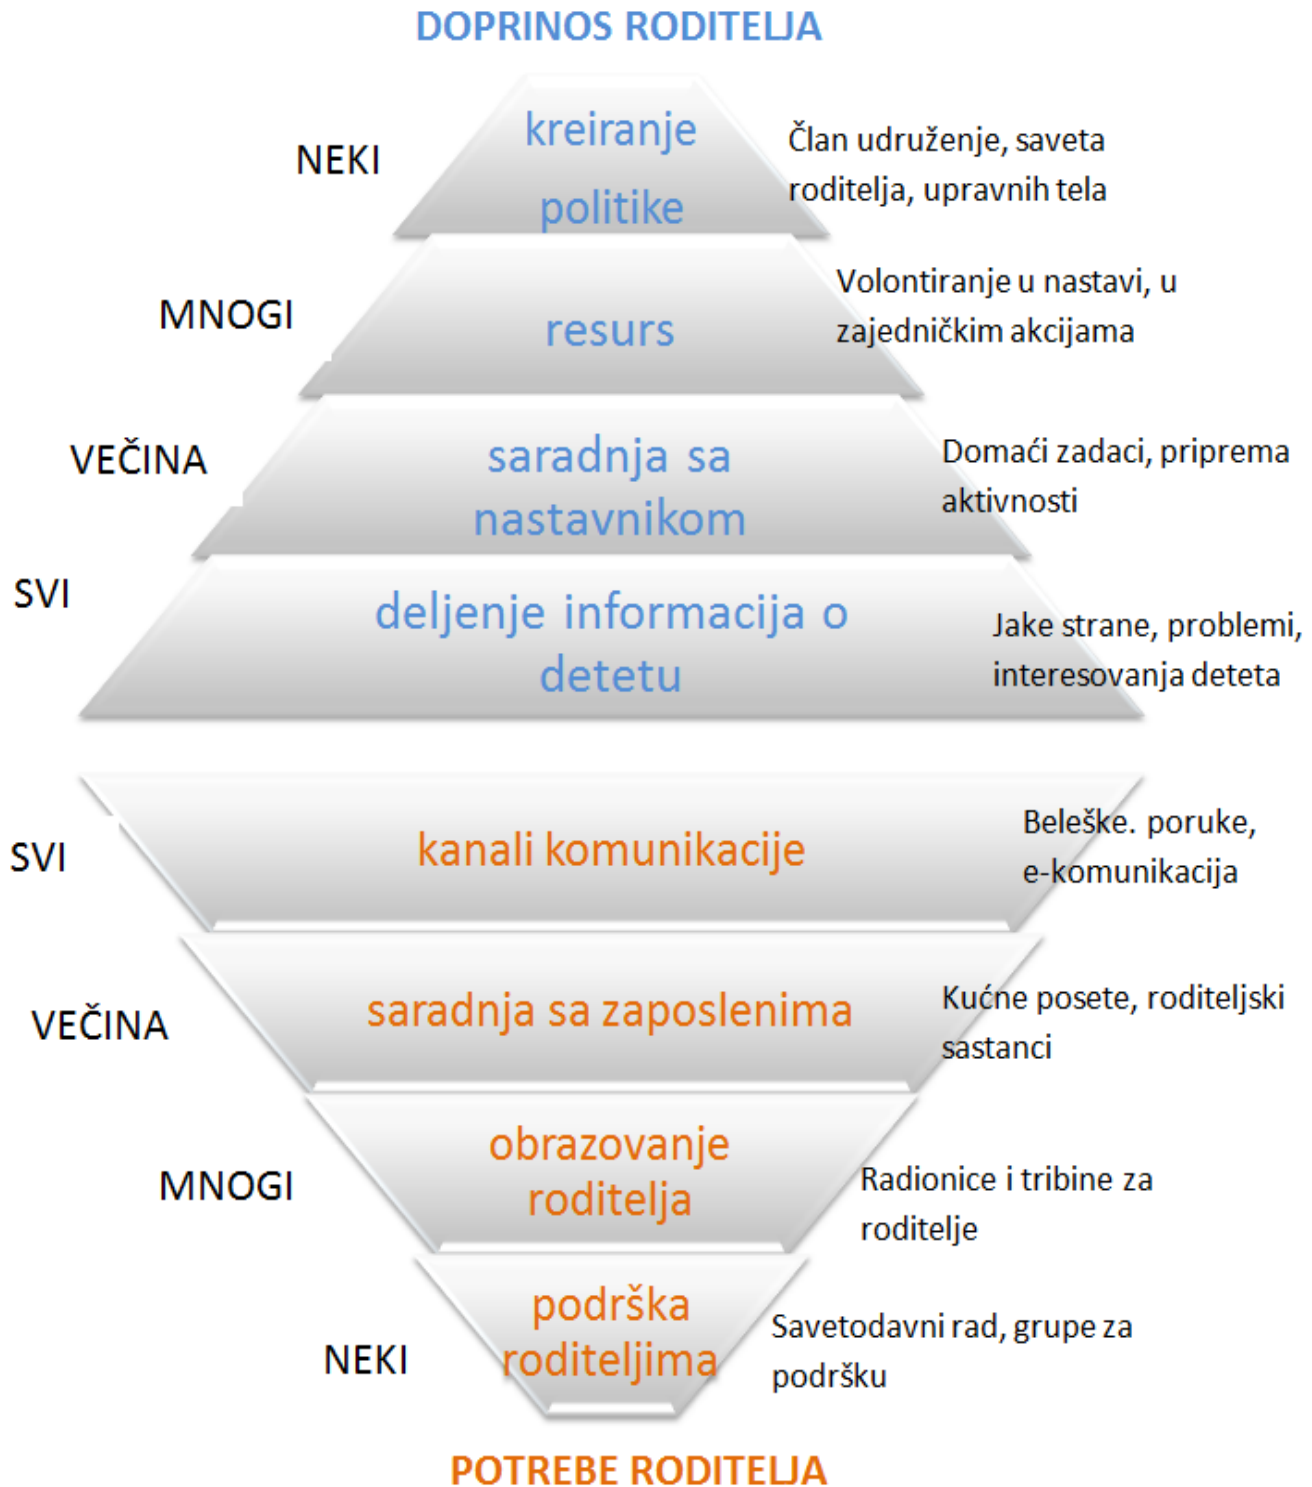 DOPRINOS RODITELJA
NEKI
kreiranje
politike
Član udruženje, saveta
roditelja, upravnih tela
MNOGI
resurs
Volontiranje u nastavi, u
zajedničkim akcijama
VEČINA
saradnja sa
nastavnikom
Domaći zadaci, priprema
aktivnosti
SVI
deljenje informacija o
detetu
Jake strane, problemi,
interesovanja deteta
SVI
kanali komunikacije
Beleške. poruke,
e-komunikacija
VEČINA
saradnja sa zaposlenima
Kućne posete, roditeljski
sastanci
MNOGI
obrazovanje
roditelja
Radionice i tribine za
roditelje
NEKI
podrška
roditeljima
Savetodavni rad, grupe za
podršku
POTREBE RODITELJA